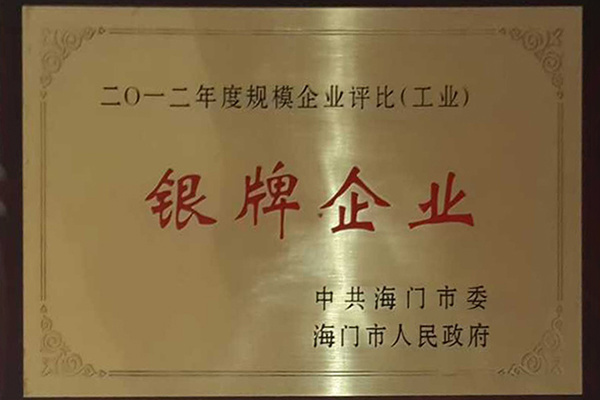 二〇一二年度规模企业评比(工业)
银牌企业
中共海门市委
海门市人民政府